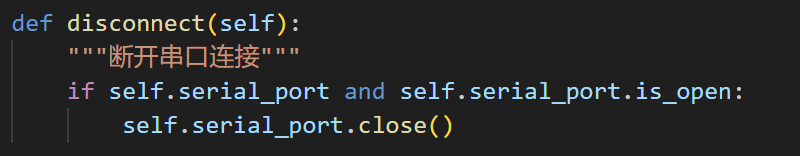 def disconnect(self):
    """断开串口连接"""
    if self.serial_port and self.serial_port.is_open:
        self.serial_port.close()